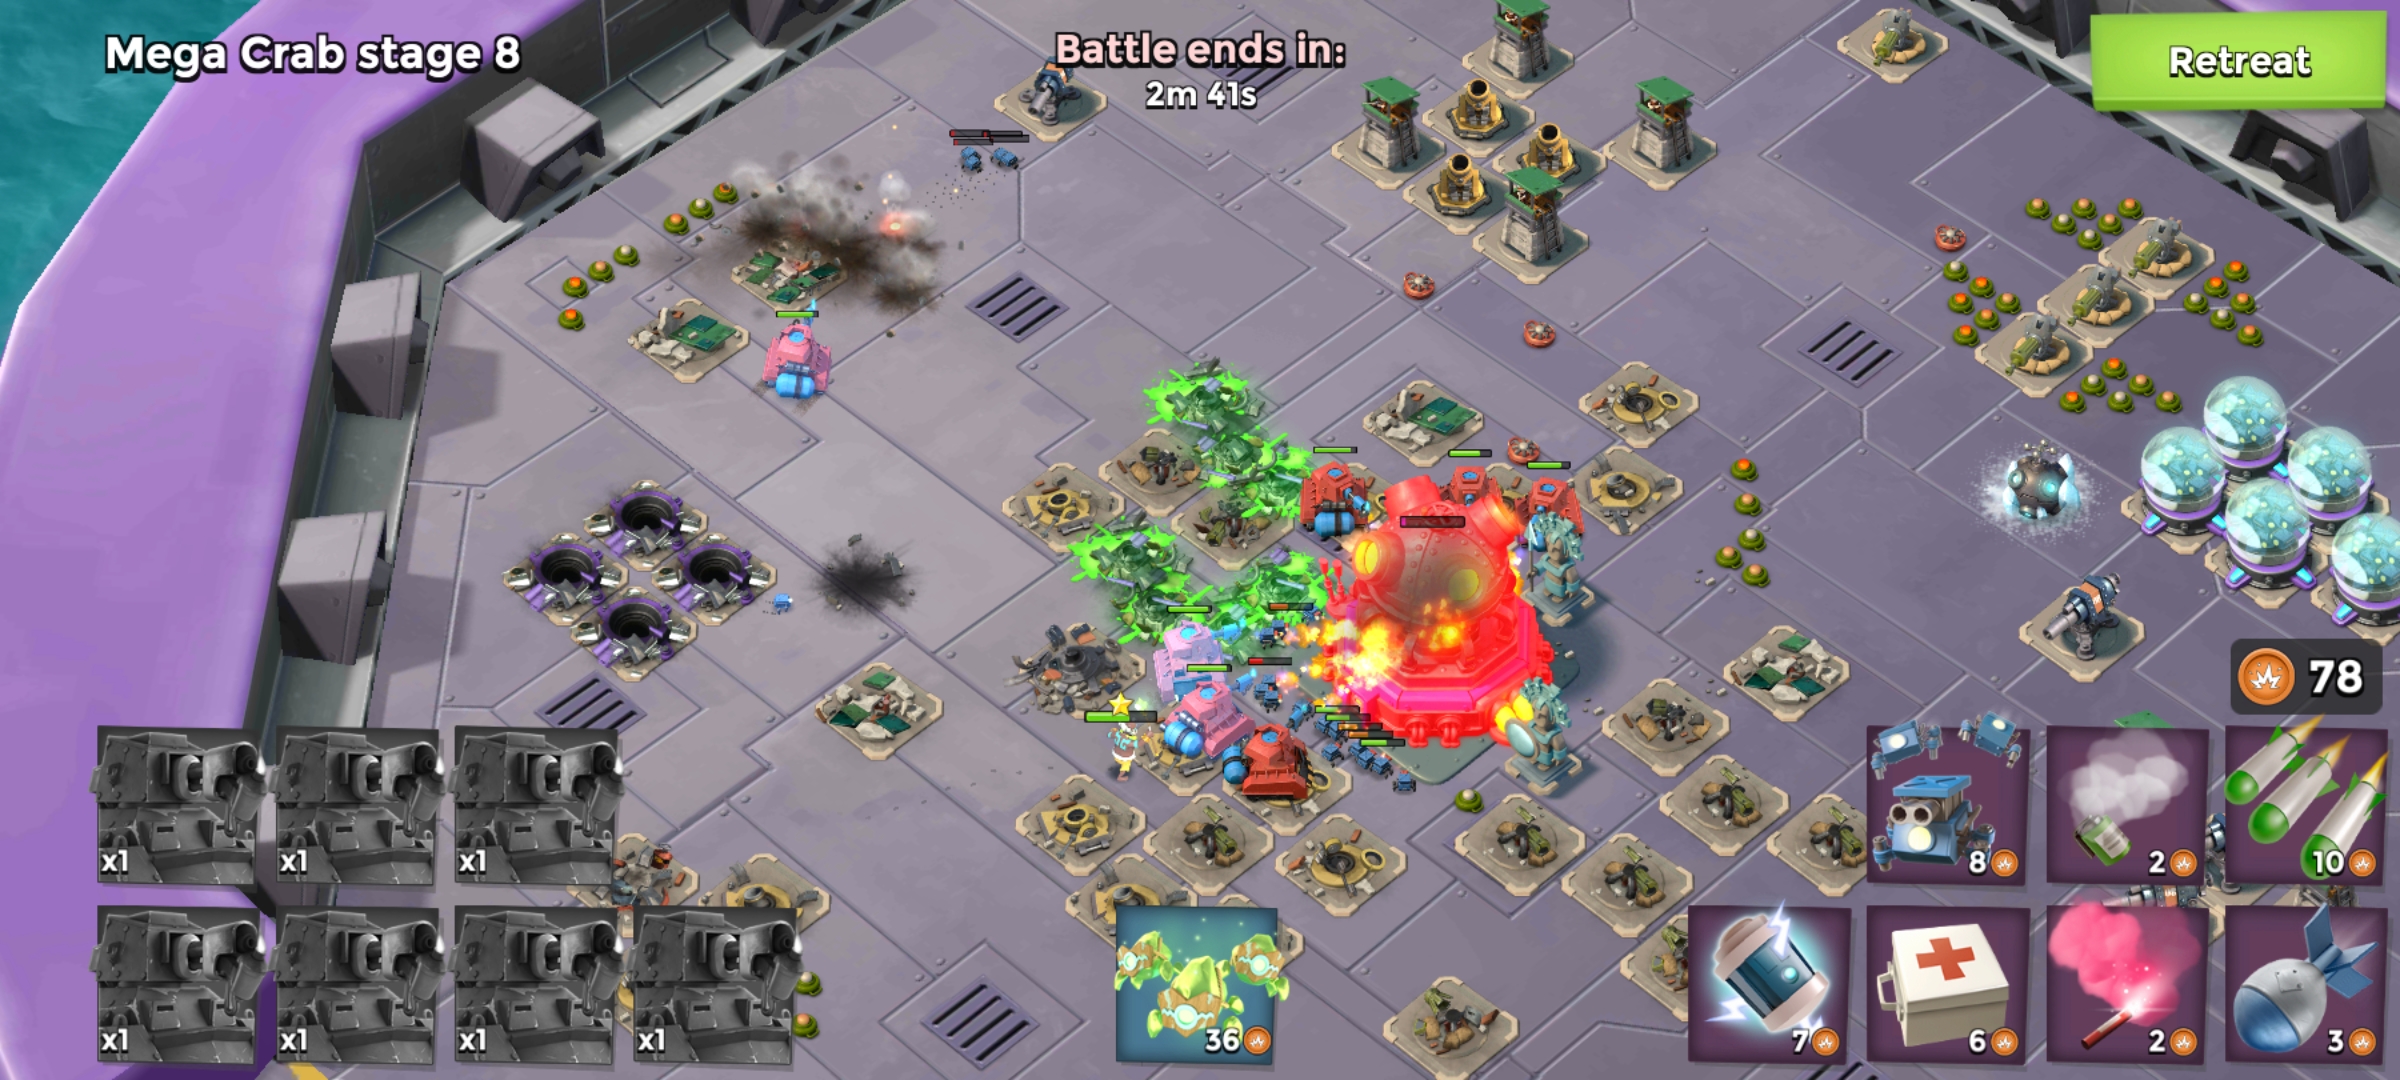 Mega Crab stage 8
Battle ends in:
2m 41s
Retreat
78
x1
x1
x1
8
2
10
x1
x1
x1
x1
36
7
6
2
3